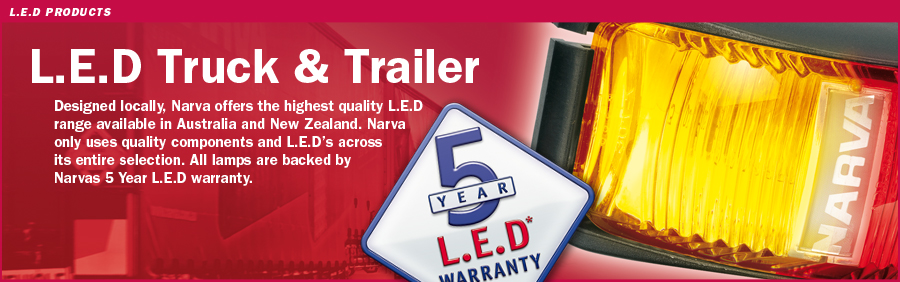 L.E.D PRODUCTS
L.E.D Truck & Trailer
Designed locally, Narva offers the highest quality L.E.D
range available in Australia and New Zealand. Narva
only uses quality components and L.E.D's across
its entire selection. All lamps are backed by
Narvas 5 Year L.E.D warranty.
5
YEAR
L.E.D*
WARRANTY
NARVA